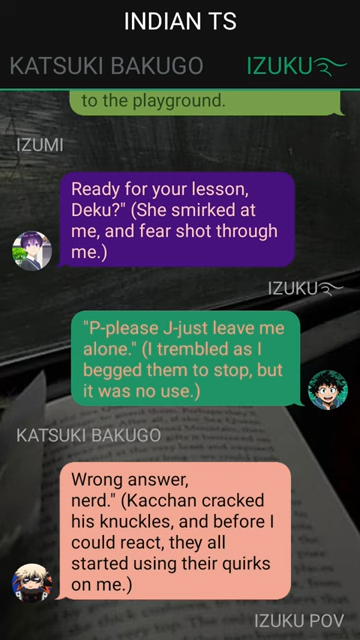 INDIAN TS
KATSUKI BAKUGO IZUKU
to the playground.
IZUMI
Ready for your lesson,
Deku?" (She smirked at
me, and fear shot through
me.)
IZUKU
"P-please J-just leave me
alone." (I trembled as I
begged them to stop, but
it was no use.)
KATSUKI BAKUGO
Wrong answer,
nerd." (Kacchan cracked
his knuckles, and before I
could react, they all
started using their quirks
on me.)
IZUKU POV